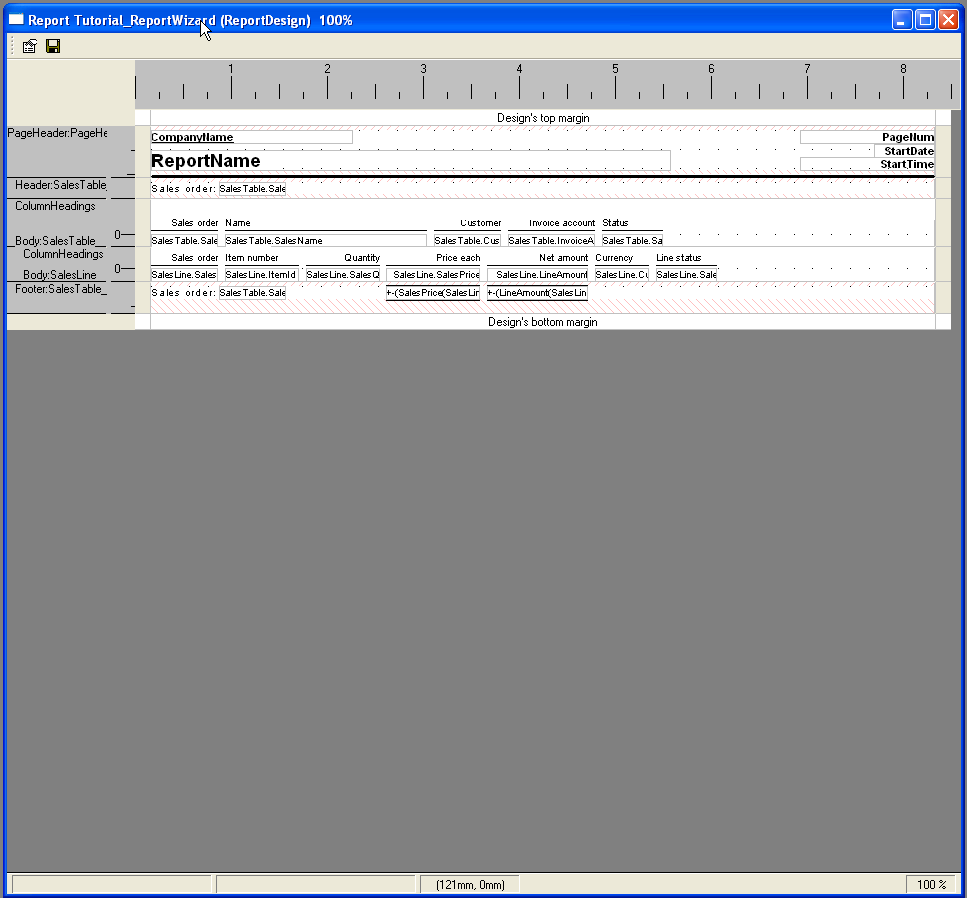 Report Tutorial_ReportWizard (ReportDesign) 100%
1 2 3 4 5 6 7 8
Design's top margin
PageHeader:PageHe
CompanyName PageNum
StartDate
ReportName StartTime
Header:SalesTable_ Sales order: SalesTable.Sale
ColumnHeadings
Sales order Name Customer Invoice account Status
Body:SalesTable_ 0 SalesTable.Sale SalesTable.SalesName SalesTable.Cus SalesTable.InvoiceA SalesTable.Sa
ColumnHeadings Sales order Item number Quantity Price each Net amount Currency Line status
Body:SalesLine 0 SalesLine.Sales SalesLine.ItemId SalesLine.SalesQ SalesLine.SalesPrice SalesLine.LineAmount SalesLine.Cu SalesLine.Sale
Footer:SalesTable_ Sales order: SalesTable.Sale +-(SalesPrice(SalesLin +-(LineAmount(SalesLin
Design's bottom margin
(121mm, 0mm) 100 %